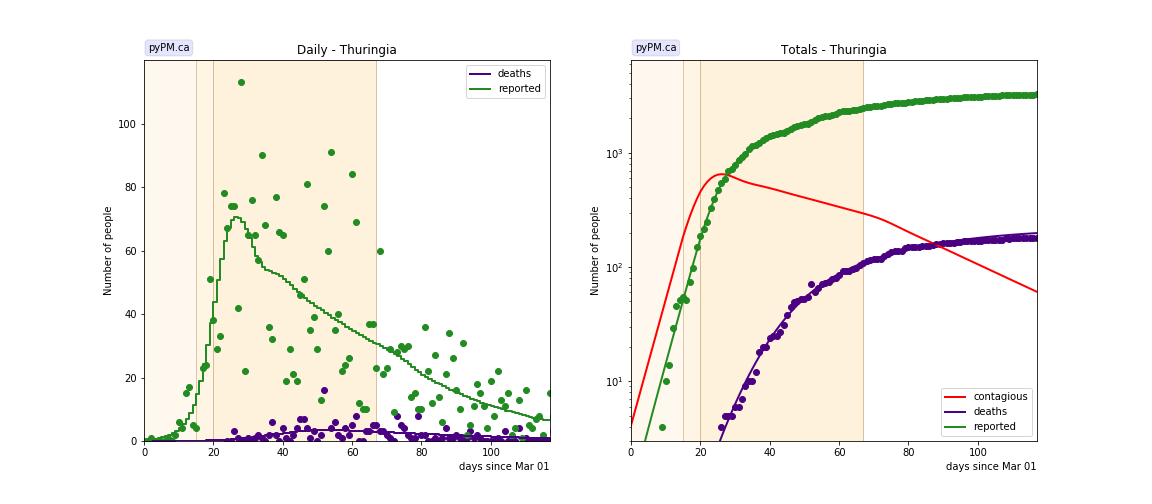 pyPM.ca
Daily - Thuringia
deaths
reported
Number of people
100
80
60
40
20
0
0
20
40
60
80
100
days since Mar 01
pyPM.ca
Totals - Thuringia
Number of people
10³
10²
10¹
contagious
deaths
reported
0
20
40
60
80
100
days since Mar 01